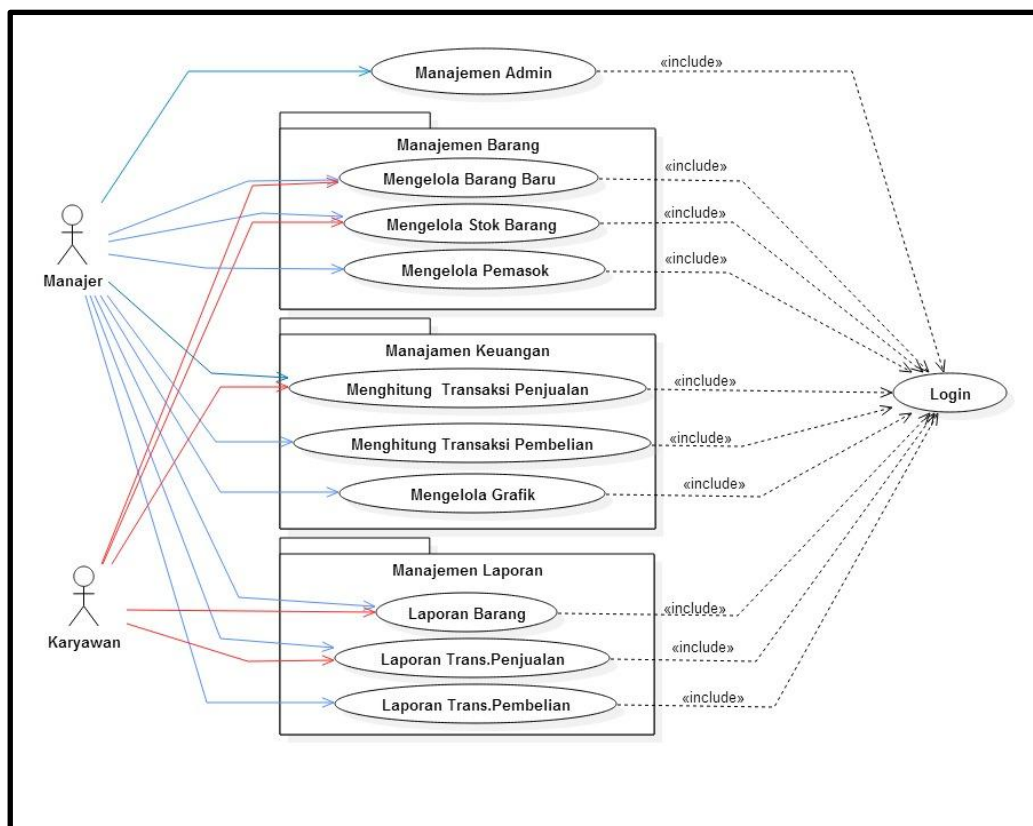 Manajemen Admin
«include»
Manajemen Barang
Mengelola Barang Baru
«include»
Mengelola Stok Barang
«include»
Mengelola Pemasok
«include»
Manajer
Manajamen Keuangan
Menghitung Transaksi Penjualan
«include»
Login
Menghitung Transaksi Pembelian
«include»
Mengelola Grafik
«include»
Manajemen Laporan
Laporan Barang
«include»
Karyawan
Laporan Trans.Penjualan
«include»
Laporan Trans.Pembelian
«include»